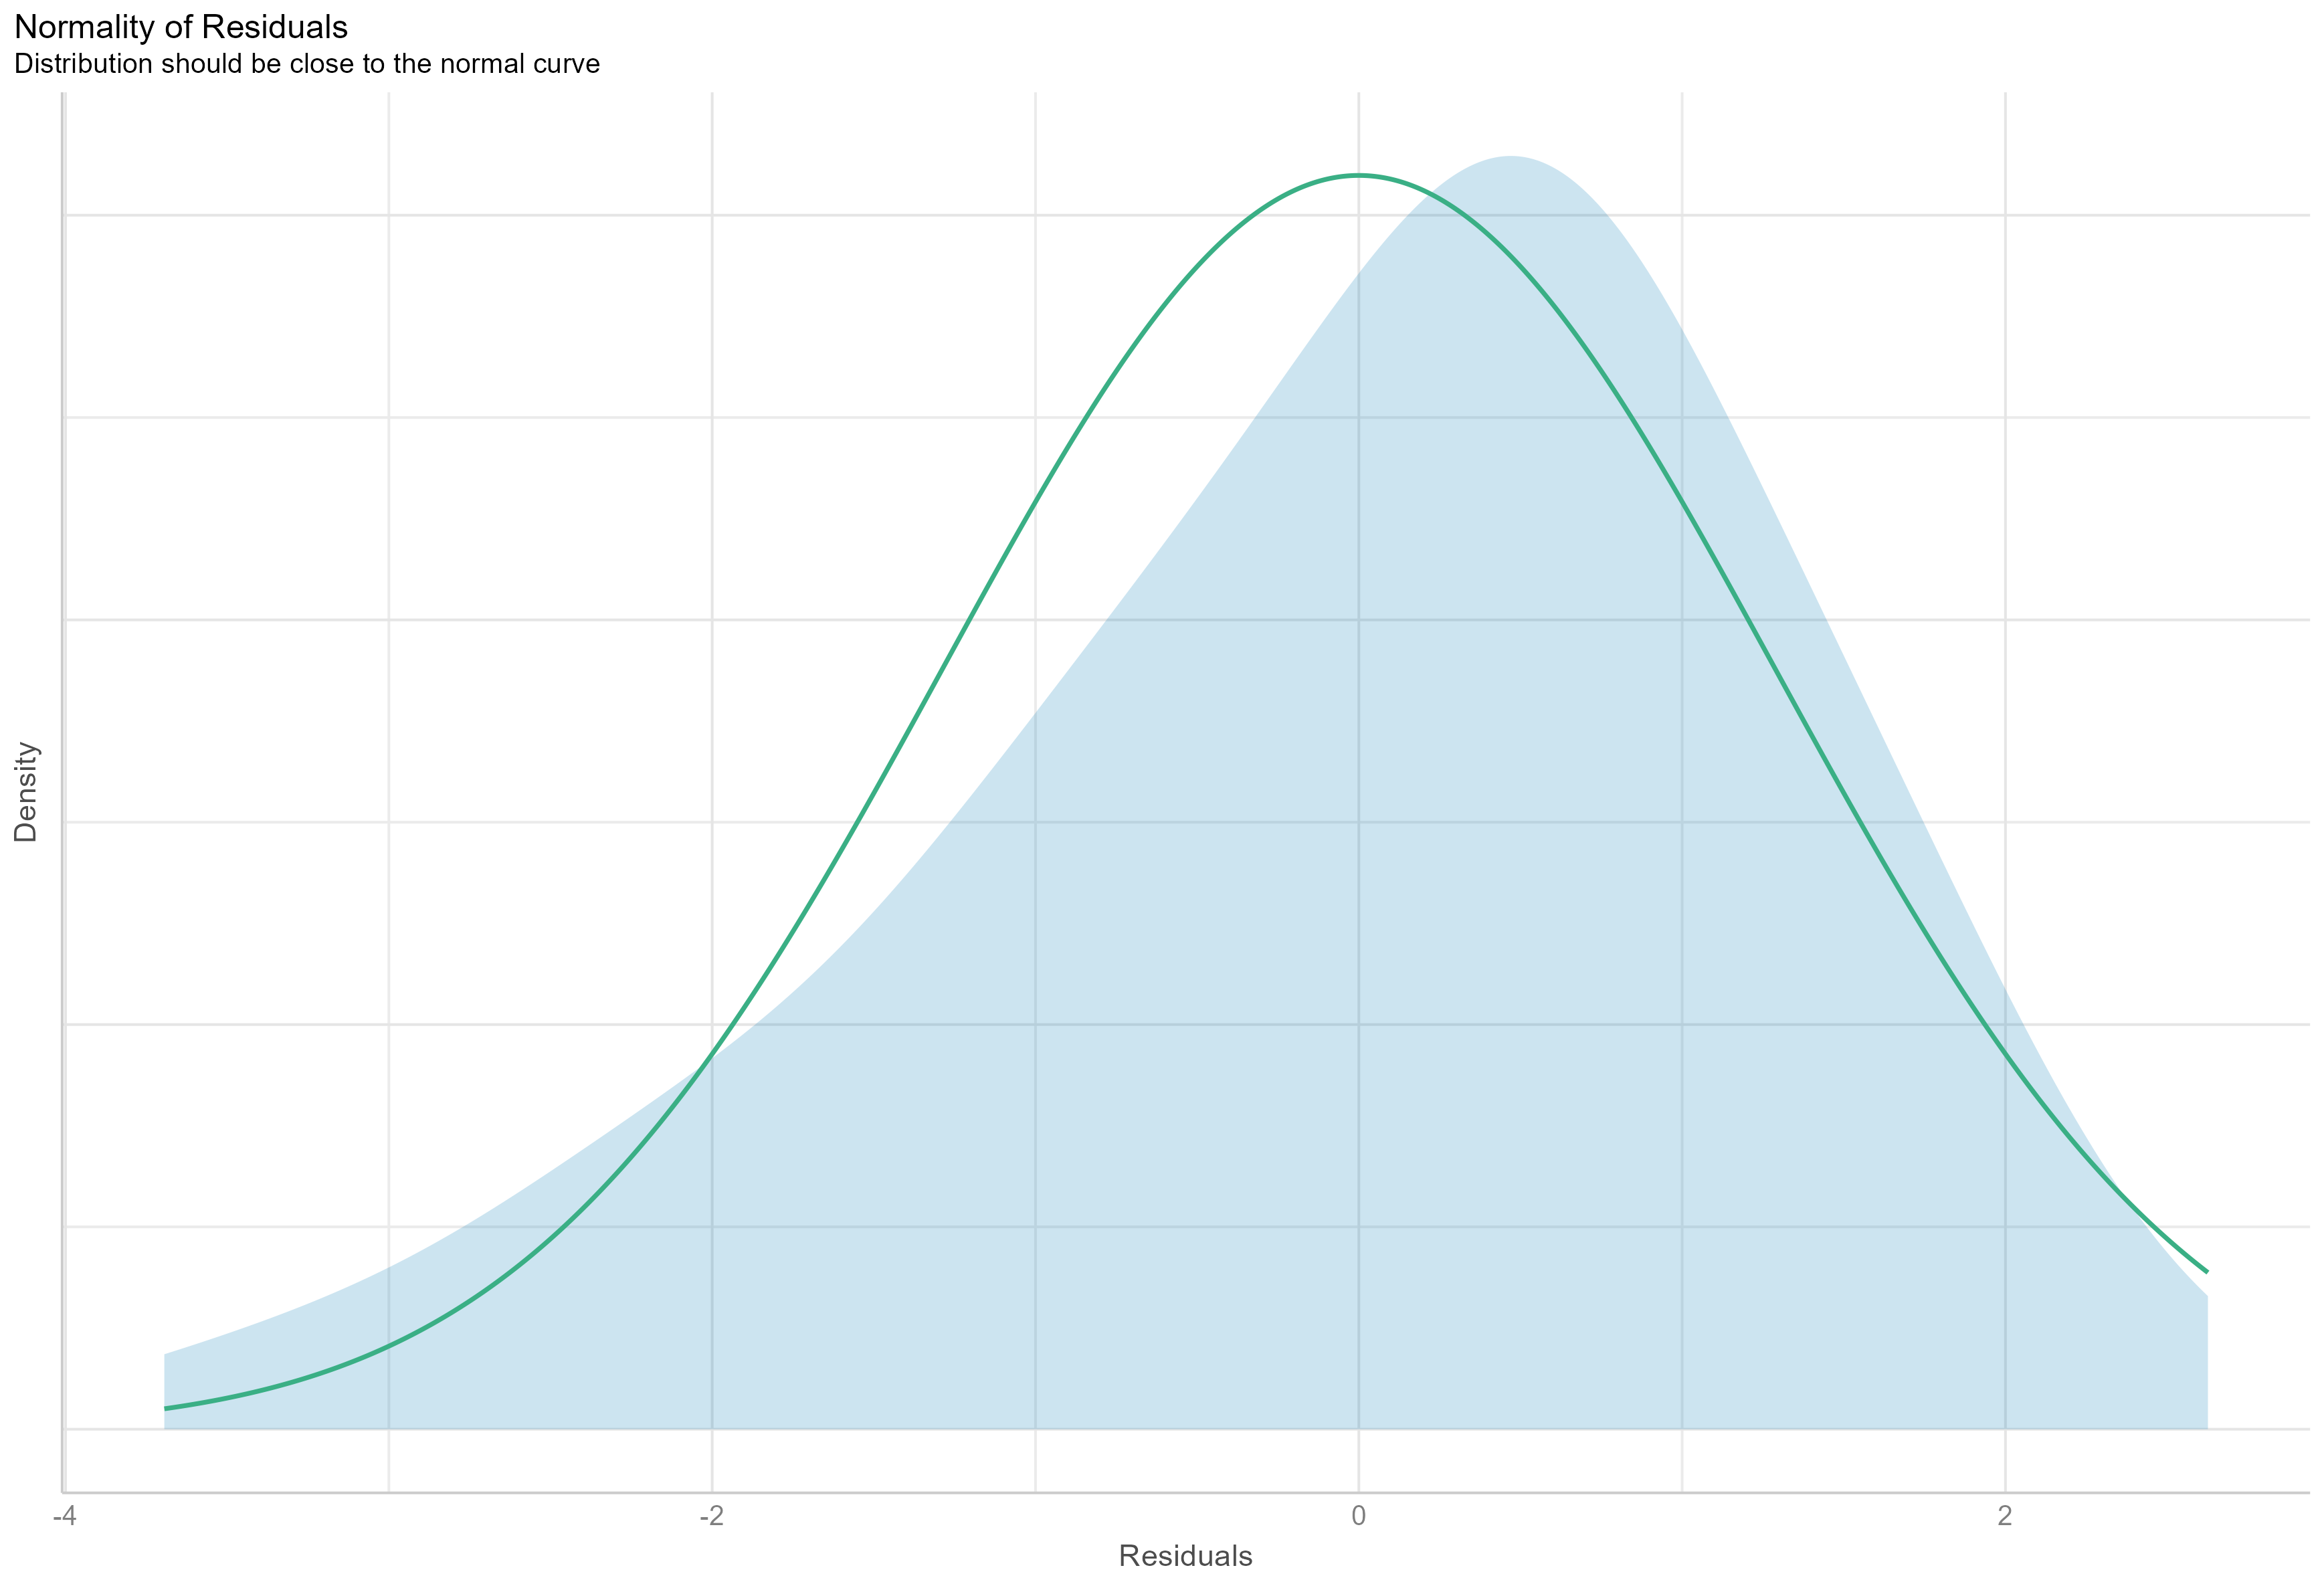 Normality of Residuals
Distribution should be close to the normal curve
Density
-4
-2
0
2
Residuals